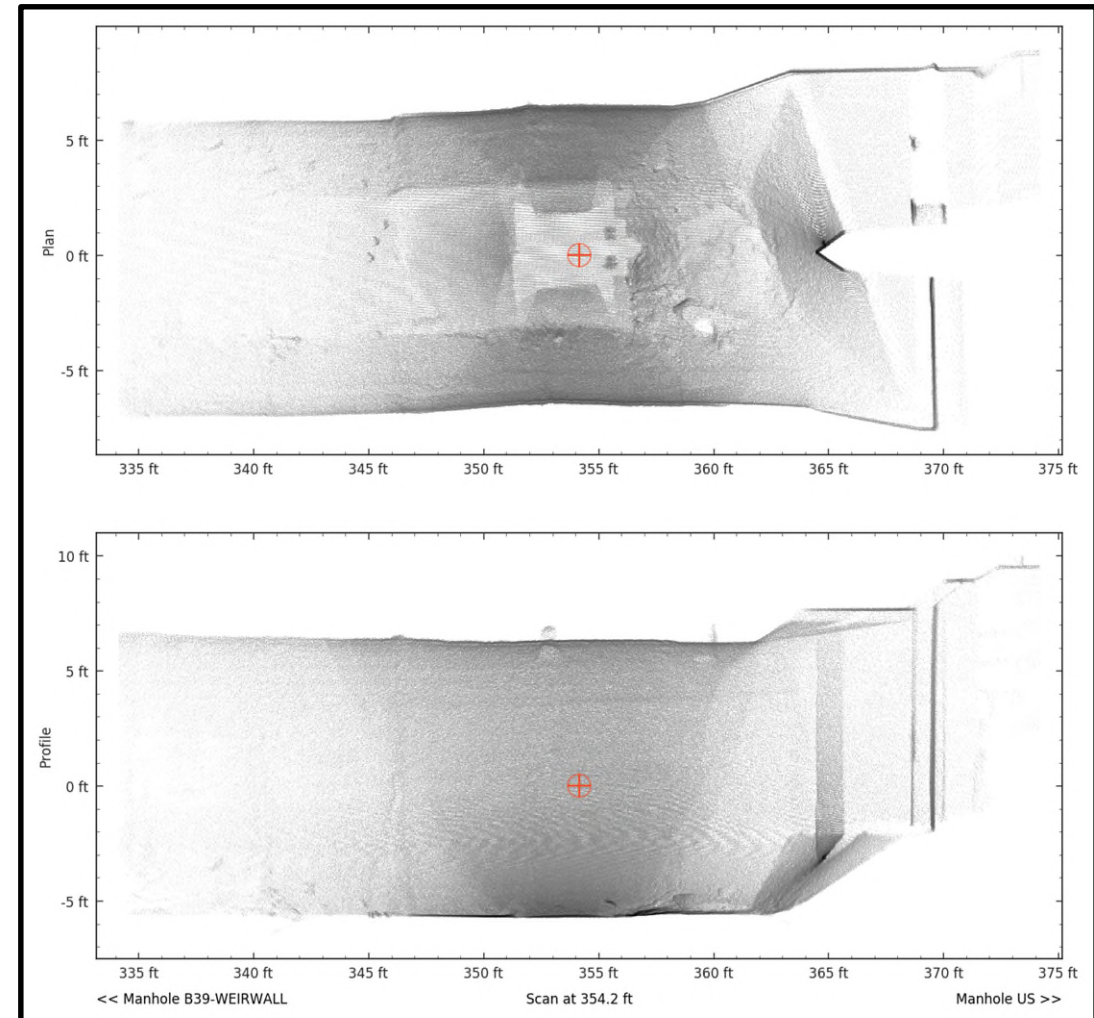 Plan
5 ft
0 ft
-5 ft
335 ft 340 ft 345 ft 350 ft 355 ft 360 ft 365 ft 370 ft 375 ft
Profile
10 ft
5 ft
0 ft
-5 ft
335 ft 340 ft 345 ft 350 ft 355 ft 360 ft 365 ft 370 ft 375 ft
<< Manhole B39-WEIRWALL Scan at 354.2 ft Manhole US >>